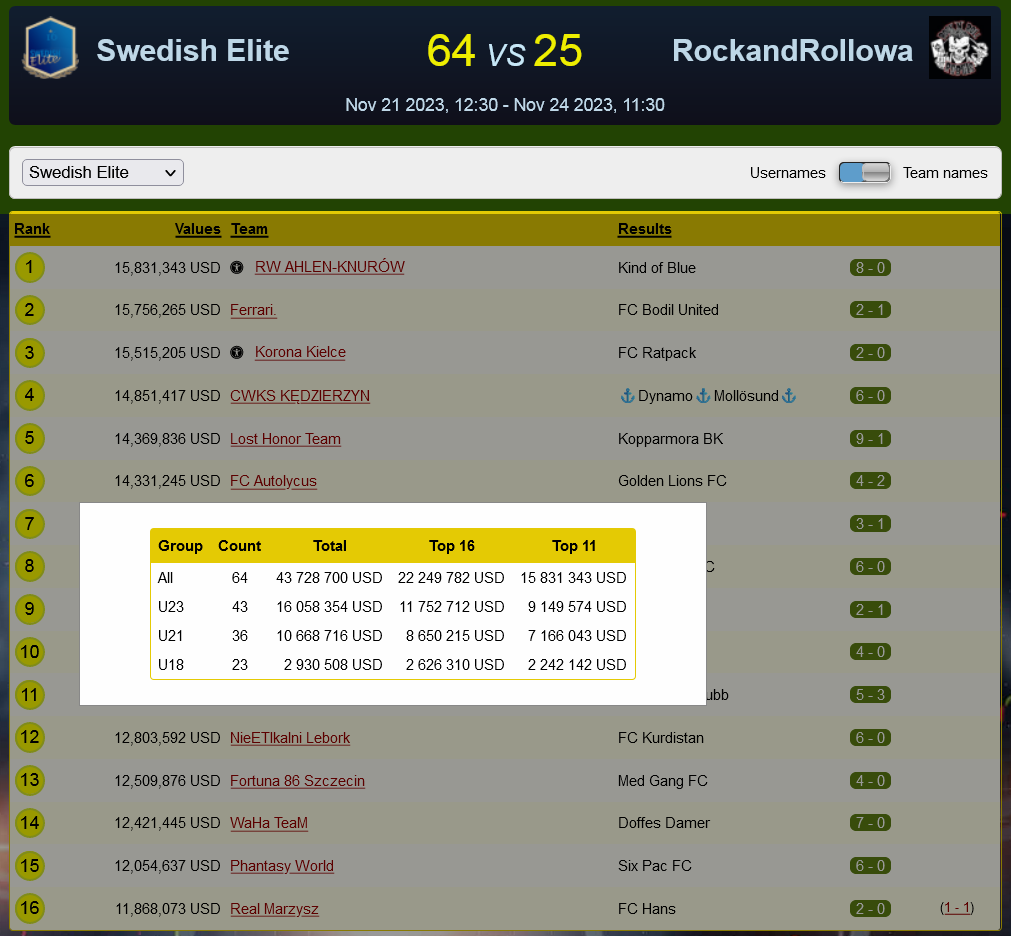 Swedish Elite 64 vs 25 RockandRollowa
Nov 21 2023, 12:30 - Nov 24 2023, 11:30
Swedish Elite Usernames Team names
Rank Values Team Results
1 15,831,343 USD RW AHLEN-KNURÓW Kind of Blue 8 - 0
2 15,756,265 USD Ferrari. FC Bodil United 2 - 1
3 15,515,205 USD Korona Kielce FC Ratpack 2 - 0
4 14,851,417 USD CWKS KĘDZIERZYN ⚓Dynamo⚓Mollösund⚓ 6 - 0
5 14,369,836 USD Lost Honor Team Kopparmora BK 9 - 1
6 14,331,245 USD FC Autolycus Golden Lions FC 4 - 2
7 3 - 1
8 6 - 0
9 2 - 1
10 4 - 0
11 5 - 3
Group Count Total Top 16 Top 11
All 64 43 728 700 USD 22 249 782 USD 15 831 343 USD
U23 43 16 058 354 USD 11 752 712 USD 9 149 574 USD
U21 36 10 668 716 USD 8 650 215 USD 7 166 043 USD
U18 23 2 930 508 USD 2 626 310 USD 2 242 142 USD
12 12,803,592 USD NieETIkalni Lebork FC Kurdistan 6 - 0
13 12,509,876 USD Fortuna 86 Szczecin Med Gang FC 4 - 0
14 12,421,445 USD WaHa TeaM Doffes Damer 7 - 0
15 12,054,637 USD Phantasy World Six Pac FC 6 - 0
16 11,868,073 USD Real Marzysz FC Hans 2 - 0 (1 - 1)